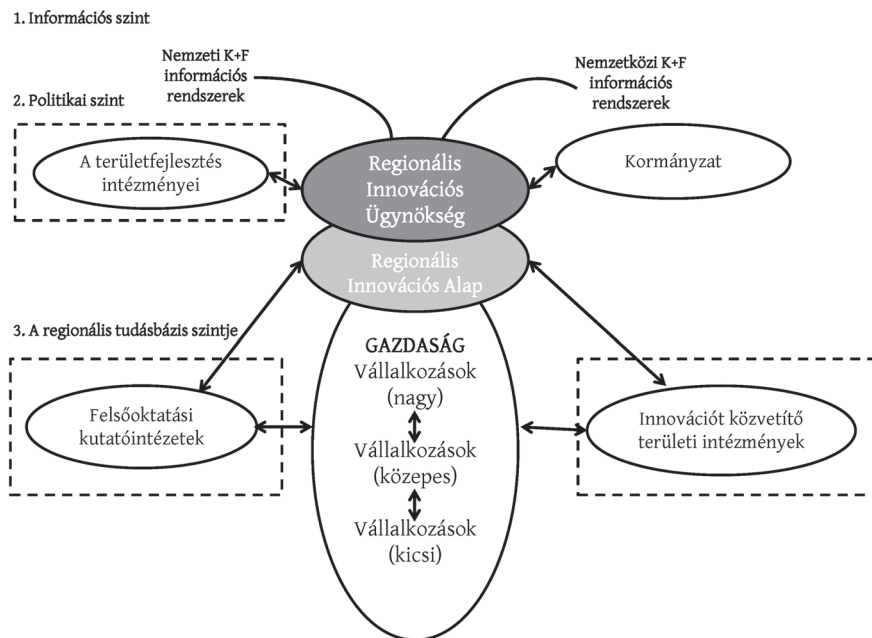 1. Információs szint
Nemzeti K+F
információs
rendszerek
Nemzetközi K+F
információs
rendszerek
2. Politikai szint
A területfejlesztés
intézményei
Regionális
Innovációs
Ügynökség
Kormányzat
Regionális
Innovációs Alap
3. A regionális tudásbázis szintje
GAZDASÁG
Vállalkozások
(nagy)
Felsőoktatási
kutatóintézetek
Innovációt közvetítő
területi intézmények
Vállalkozások
(közepes)
Vállalkozások
(kicsi)